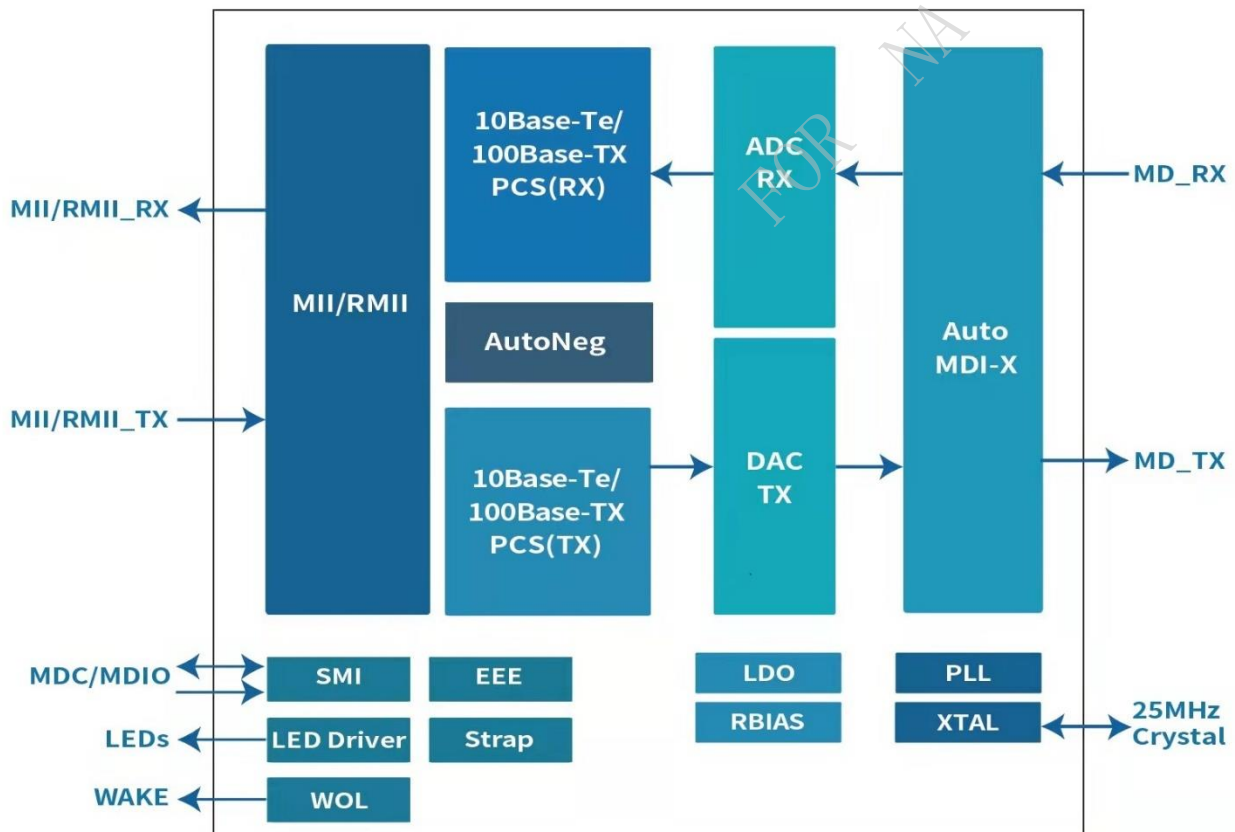 FOR NA
10Base-Te/
100Base-TX
PCS(RX)
ADC
RX
MD_RX
MII/RMII_RX
MII/RMII
AutoNeg
Auto
MDI-X
MII/RMII_TX
10Base-Te/
100Base-TX
PCS(TX)
DAC
TX
MD_TX
MDC/MDIO
SMI
EEE
LDO
PLL
LEDs
LED Driver
Strap
RBIAS
XTAL
25MHz
Crystal
WAKE
WOL